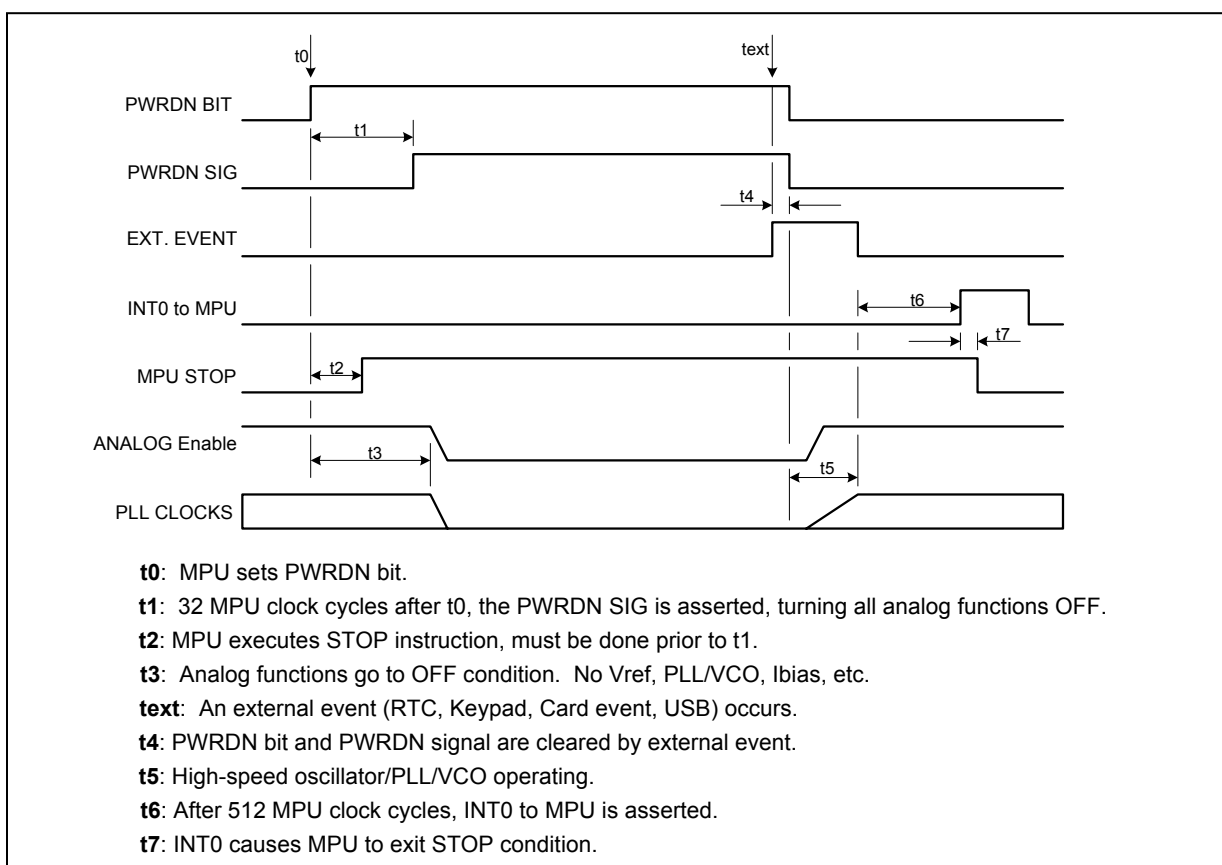 t0
text
PWRDN BIT
t1
PWRDN SIG
t4
EXT. EVENT
t6
INT0 to MPU
t7
t2
MPU STOP
ANALOG Enable
t3
t5
PLL CLOCKS
t0: MPU sets PWRDN bit.
t1: 32 MPU clock cycles after t0, the PWRDN SIG is asserted, turning all analog functions OFF.
t2: MPU executes STOP instruction, must be done prior to t1.
t3: Analog functions go to OFF condition. No Vref, PLL/VCO, Ibias, etc.
text: An external event (RTC, Keypad, Card event, USB) occurs.
t4: PWRDN bit and PWRDN signal are cleared by external event.
t5: High-speed oscillator/PLL/VCO operating.
t6: After 512 MPU clock cycles, INT0 to MPU is asserted.
t7: INT0 causes MPU to exit STOP condition.